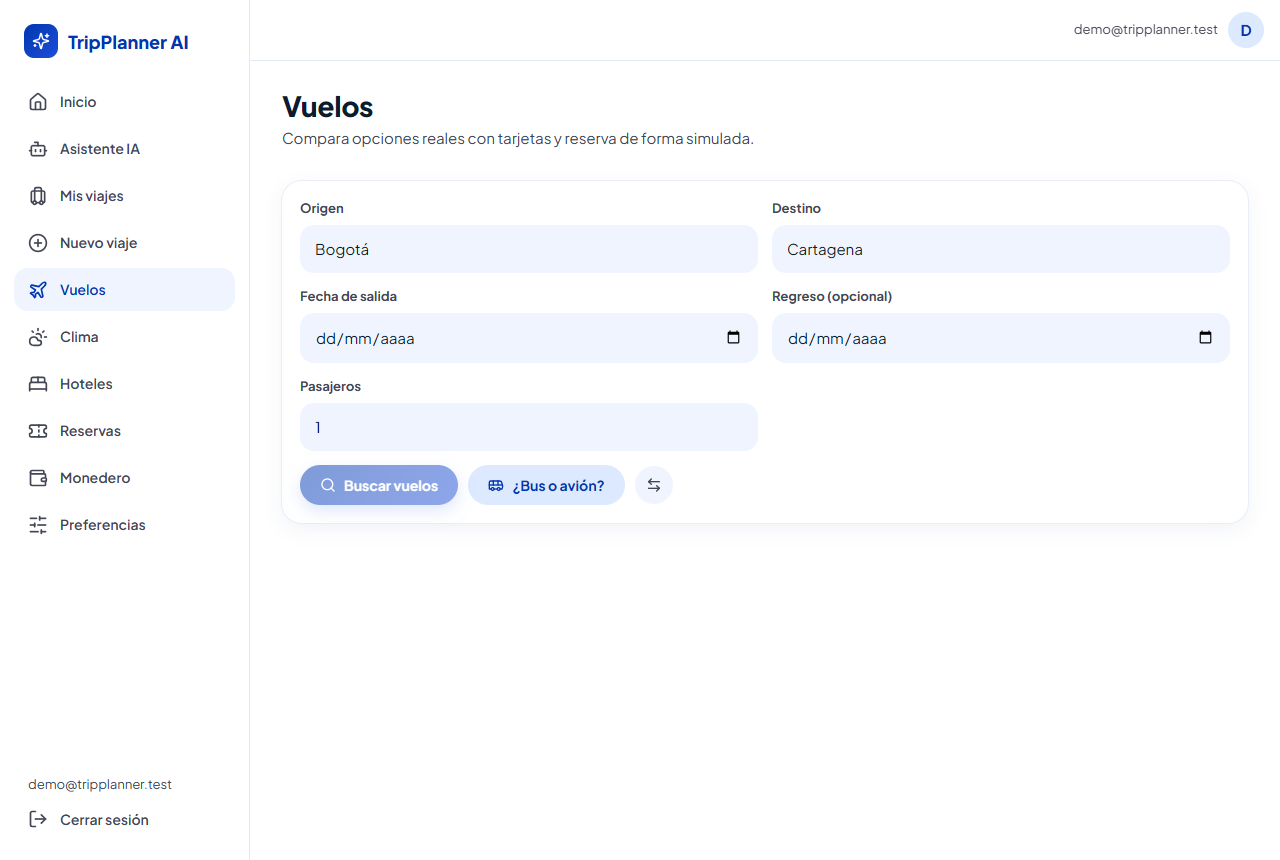 TripPlanner AI
demo@tripplanner.test
D
Inicio
Asistente IA
Mis viajes
Nuevo viaje
Vuelos
Clima
Hoteles
Reservas
Monedero
Preferencias
demo@tripplanner.test
Cerrar sesión
Vuelos
Compara opciones reales con tarjetas y reserva de forma simulada.
Origen
Bogotá
Destino
Cartagena
Fecha de salida
dd/mm/aaaa
Regreso (opcional)
dd/mm/aaaa
Pasajeros
1
Buscar vuelos
¿Bus o avión?